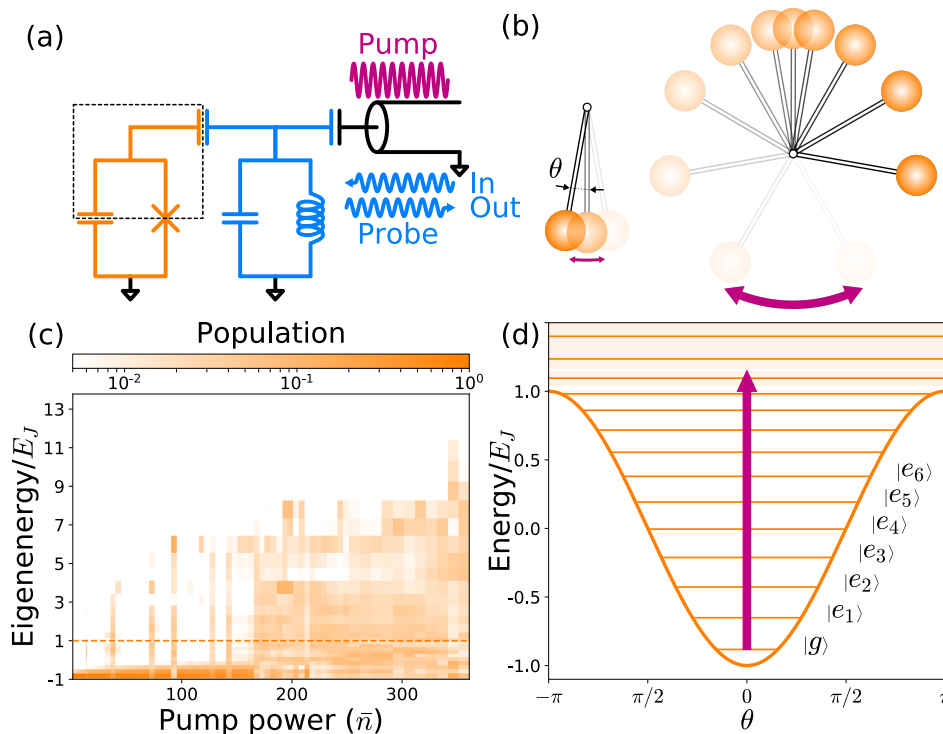 (a)
Pump
In
Out
Probe
(b)
θ
(c)
Population
10⁻²
10⁻¹
10⁰
Eigenenergy/E_J
13
11
9
7
5
3
1
-1
100
200
300
Pump power (n̄)
(d)
Energy/E_J
1.0
0.5
0.0
-0.5
-1.0
|e₆⟩
|e₅⟩
|e₄⟩
|e₃⟩
|e₂⟩
|e₁⟩
|g⟩
−π
π/2
0
π/2
π
θ